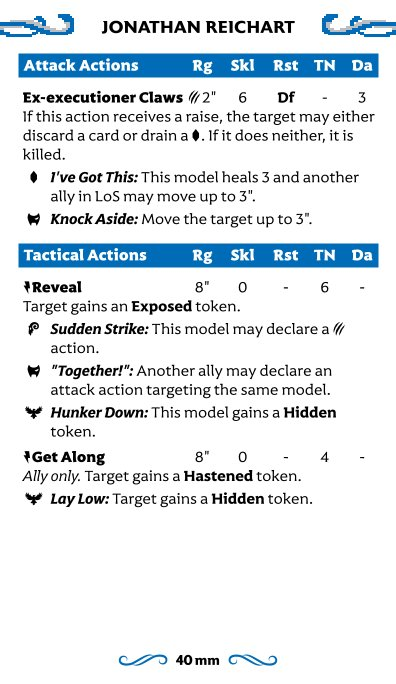 JONATHAN REICHART
Attack Actions Rg Skl Rst TN Da
Ex-executioner Claws 2" 6 Df - 3
If this action receives a raise, the target may either
discard a card or drain a . If it does neither, it is
killed.
I've Got This: This model heals 3 and another
ally in LoS may move up to 3".
Knock Aside: Move the target up to 3".
Tactical Actions Rg Skl Rst TN Da
Reveal 8" 0 - 6 -
Target gains an Exposed token.
Sudden Strike: This model may declare a
action.
"Together!": Another ally may declare an
attack action targeting the same model.
Hunker Down: This model gains a Hidden
token.
Get Along 8" 0 - 4 -
Ally only. Target gains a Hastened token.
Lay Low: Target gains a Hidden token.
40 mm